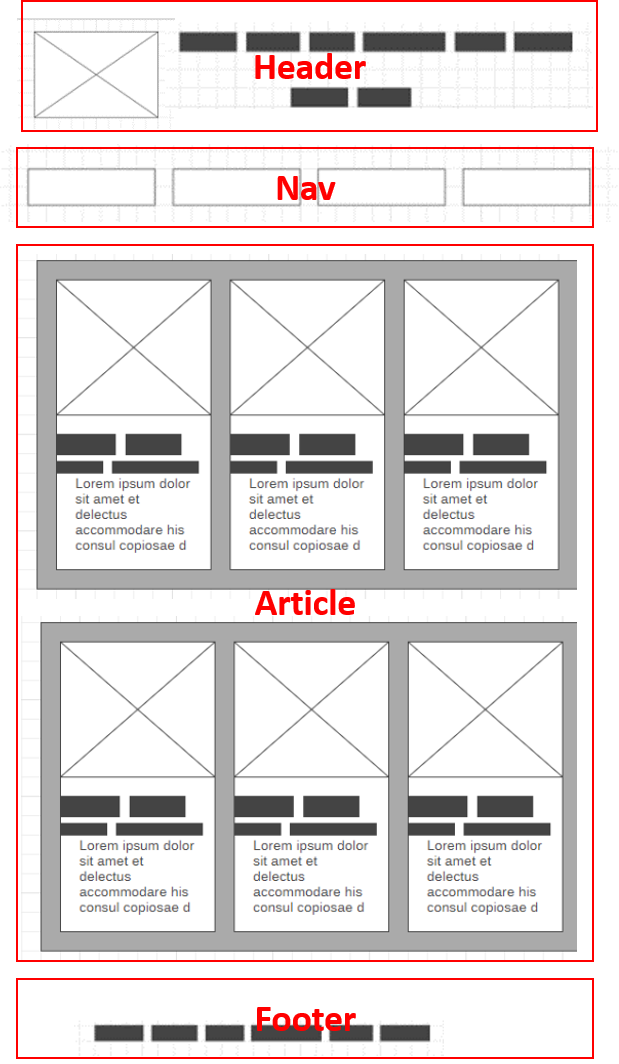 Header
Nav
Lorem ipsum dolor
sit amet et
delectus
accommodare his
consul copiosae d
Lorem ipsum dolor
sit amet et
delectus
accommodare his
consul copiosae d
Lorem ipsum dolor
sit amet et
delectus
accommodare his
consul copiosae d
Article
Lorem ipsum dolor
sit amet et
delectus
accommodare his
consul copiosae d
Lorem ipsum dolor
sit amet et
delectus
accommodare his
consul copiosae d
Lorem ipsum dolor
sit amet et
delectus
accommodare his
consul copiosae d
Footer